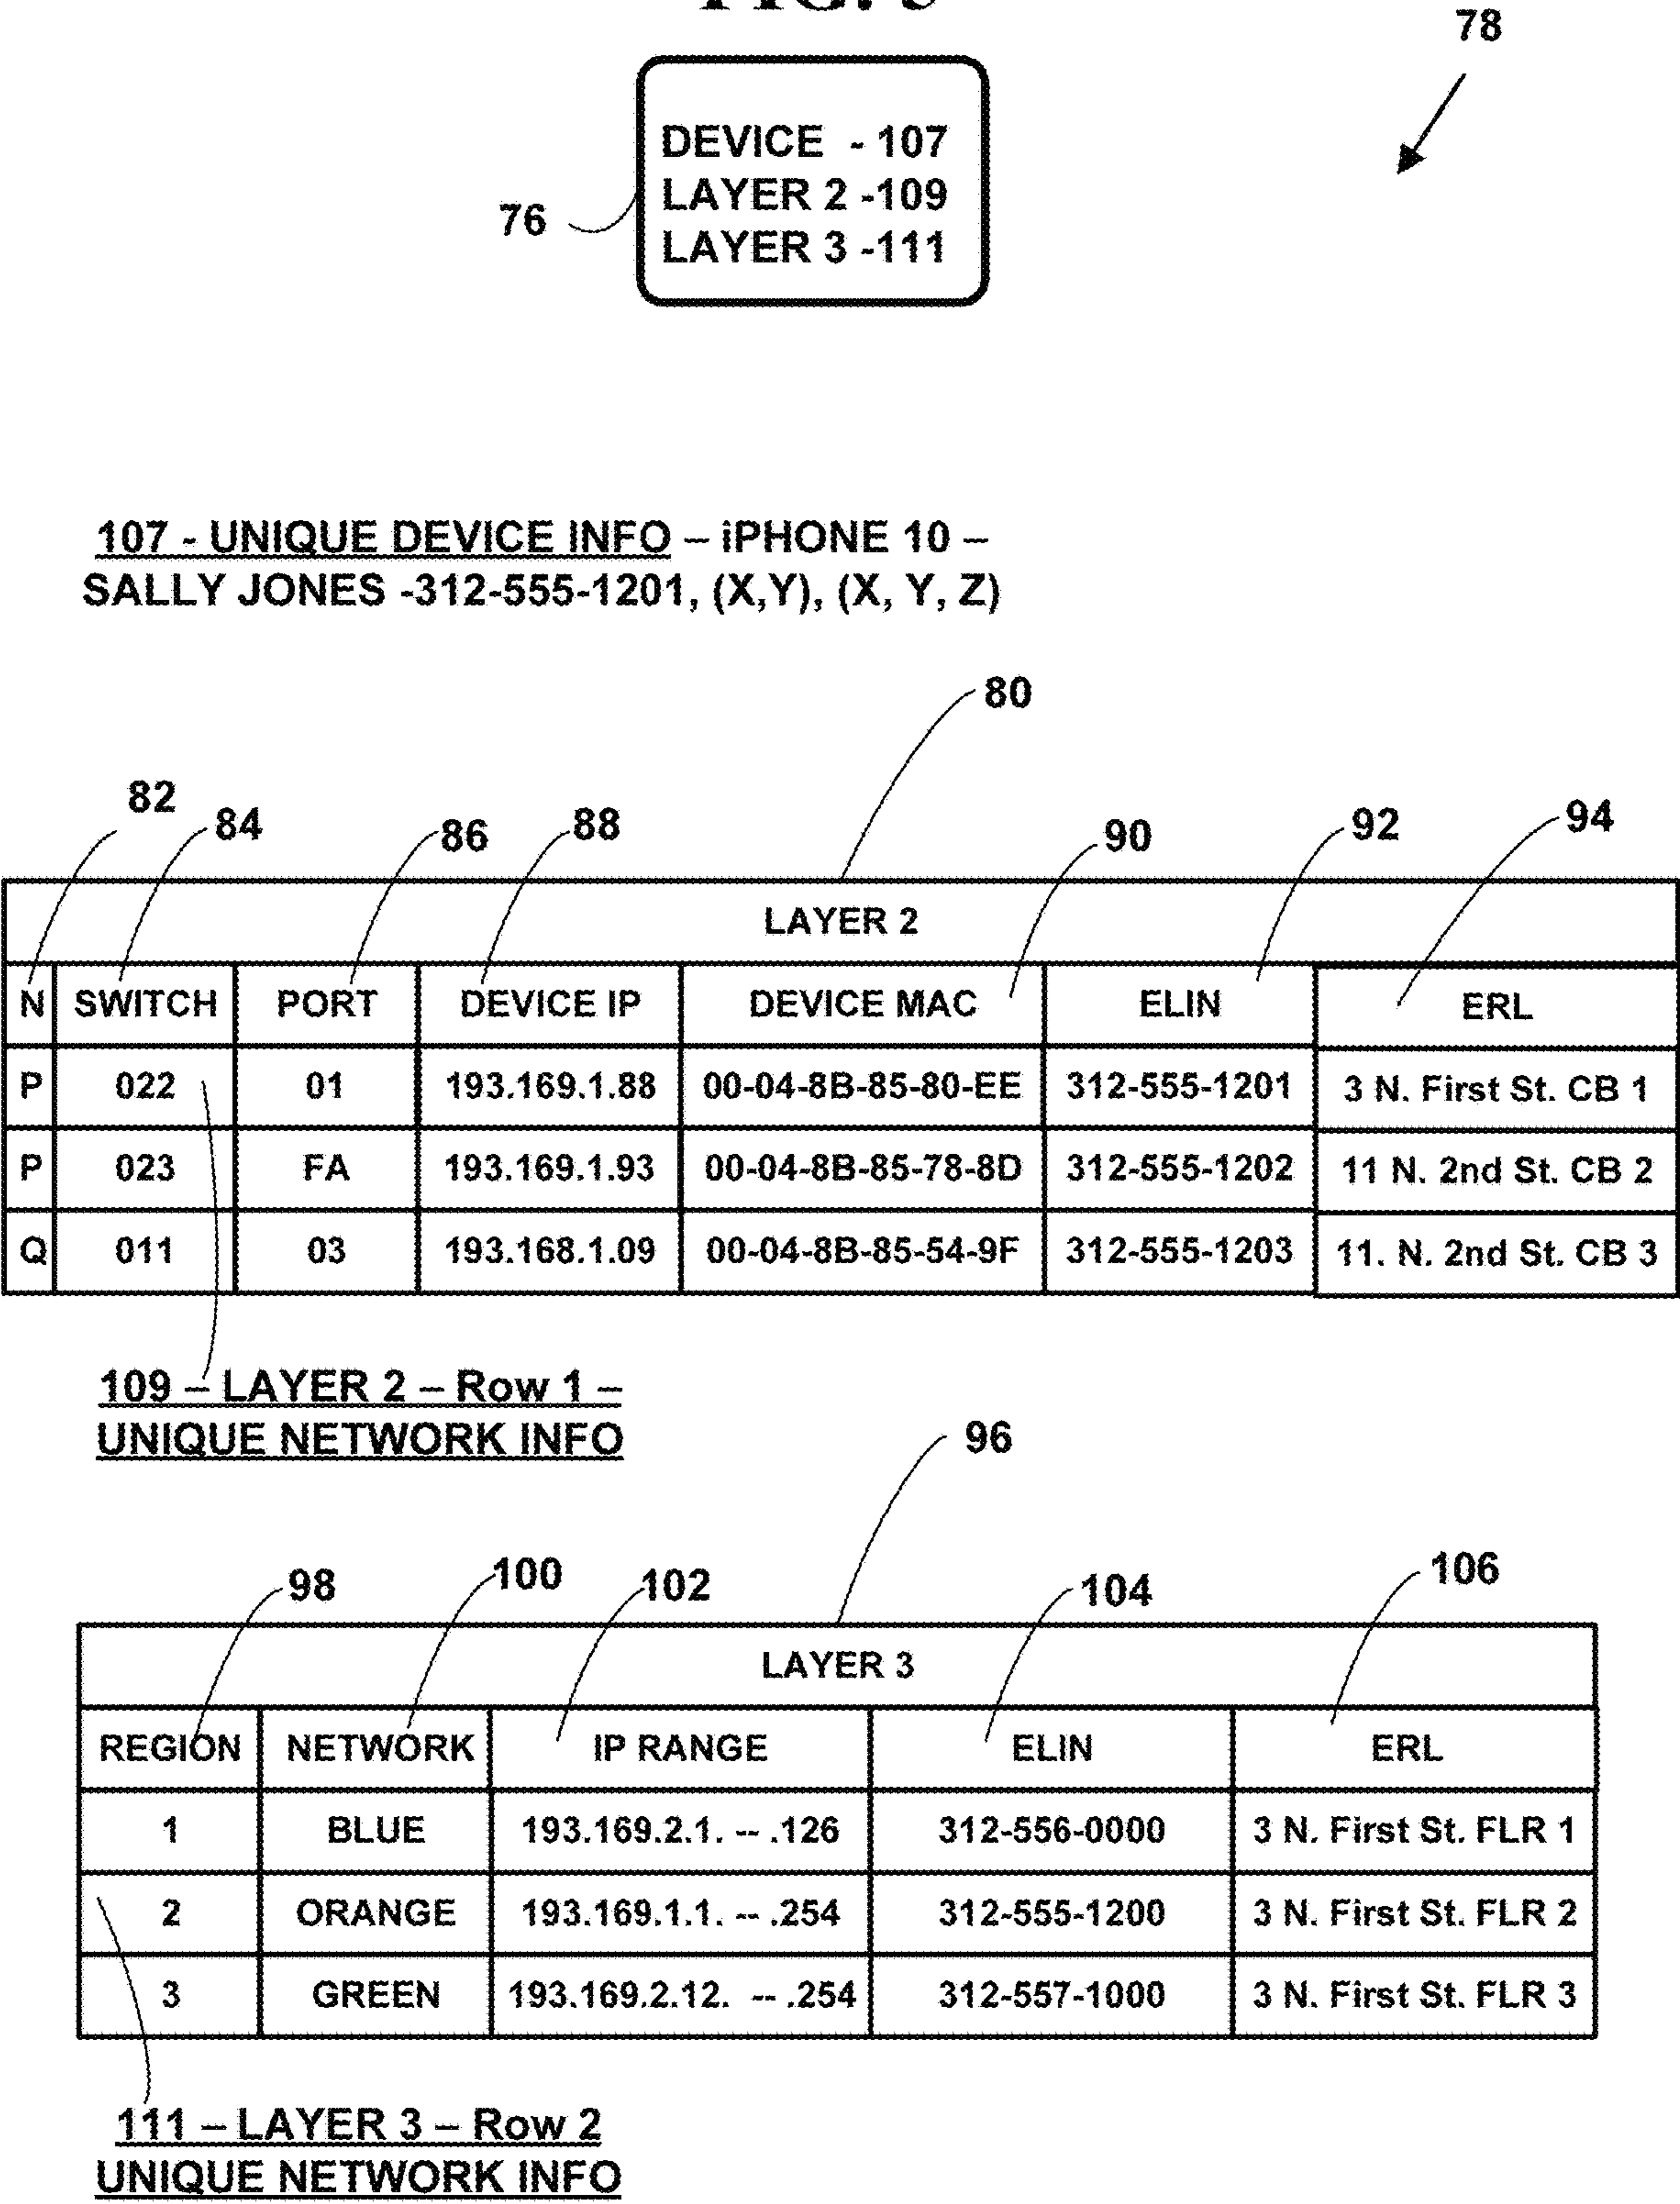 78
DEVICE - 107
LAYER 2 -109
LAYER 3 -111
76
107 - UNIQUE DEVICE INFO – iPHONE 10 –
SALLY JONES -312-555-1201, (X,Y), (X, Y, Z)
80
82 84 86 88 90 92 94
LAYER 2
N SWITCH PORT DEVICE IP DEVICE MAC ELIN ERL
P 022 01 193.169.1.88 00-04-8B-85-80-EE 312-555-1201 3 N. First St. CB 1
P 023 FA 193.169.1.93 00-04-8B-85-78-8D 312-555-1202 11 N. 2nd St. CB 2
Q 011 03 193.168.1.09 00-04-8B-85-54-9F 312-555-1203 11. N. 2nd St. CB 3
109 – LAYER 2 – Row 1 –
UNIQUE NETWORK INFO
96
98 100 102 104 106
LAYER 3
REGION NETWORK IP RANGE ELIN ERL
1 BLUE 193.169.2.1. -- .126 312-556-0000 3 N. First St. FLR 1
2 ORANGE 193.169.1.1. -- .254 312-555-1200 3 N. First St. FLR 2
3 GREEN 193.169.2.12. -- .254 312-557-1000 3 N. First St. FLR 3
111 – LAYER 3 – Row 2
UNIQUE NETWORK INFO